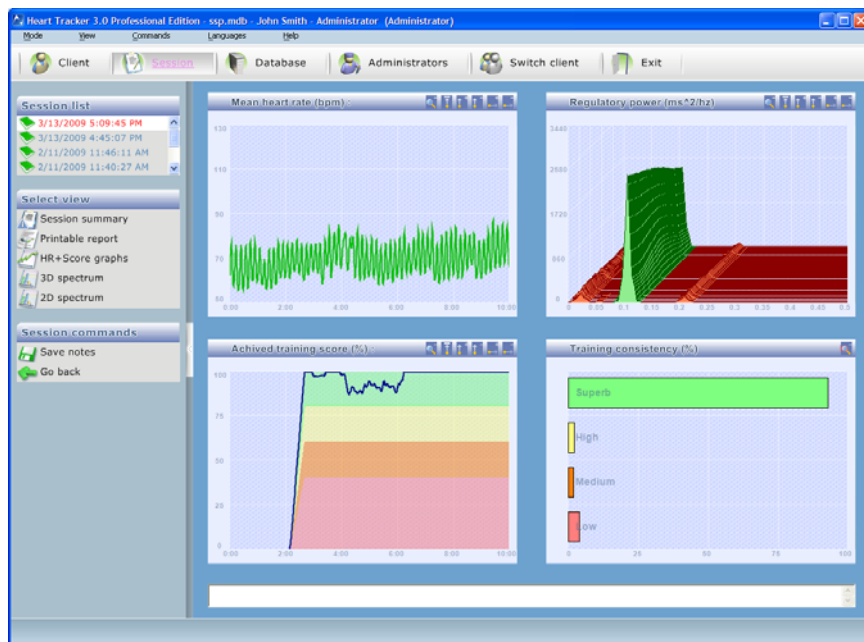 Heart Tracker 3.0 Professional Edition - ssp.mdb - John Smith - Administrator (Administrator)
Mode View Commands Languages Help
Client Session Database Administrators Switch client Exit
Session list
3/13/2009 5:09:45 PM
3/13/2009 4:45:07 PM
2/11/2009 11:46:11 AM
2/11/2009 11:40:27 AM
Select view
Session summary
Printable report
HR+Score graphs
3D spectrum
2D spectrum
Session commands
Save notes
Go back
Mean heart rate (bpm) :
130
110
90
70
50
0:00 2:00 4:00 6:00 8:00 10:30
Regulatory power (ms^2/hz)
3440
2580
1720
860
0
0 0.05 0.1 0.15 0.2 0.25 0.3 0.35 0.4 0.45 0.5
Achived training score (%) :
100
75
50
25
0
0:00 2:00 4:00 6:00 8:00 10:00
Training consistency (%)
Superb
High
Medium
Low
0 25 50 75 100